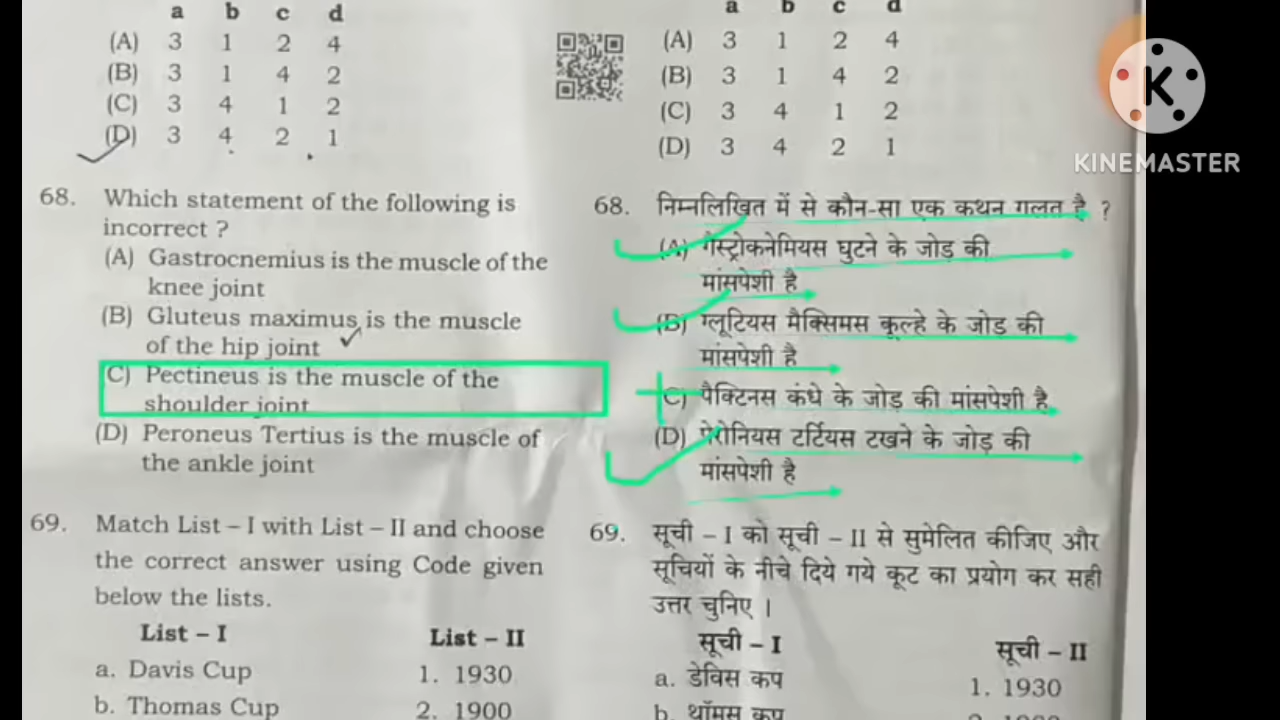 a b c d
(A) 3 1 2 4
(B) 3 1 4 2
(C) 3 4 1 2
(D) 3 4 2 1
68. Which statement of the following is
incorrect ?
(A) Gastrocnemius is the muscle of the
knee joint
(B) Gluteus maximus is the muscle
of the hip joint
C) Pectineus is the muscle of the
shoulder joint
(D) Peroneus Tertius is the muscle of
the ankle joint
69. Match List – I with List – II and choose
the correct answer using Code given
below the lists.
List – I List – II
a. Davis Cup 1. 1930
b. Thomas Cup 2. 1900
a b c d
(A) 3 1 2 4
(B) 3 1 4 2
(C) 3 4 1 2
(D) 3 4 2 1
68. निम्नलिखित में से कौन-सा एक कथन गलत है ?
(A) गैस्ट्रोकनेमियस घुटने के जोड़ की
मांसपेशी है
(B) ग्लूटियस मैक्सिमस कूल्हे के जोड़ की
मांसपेशी है
C) पैक्टिनस कंधे के जोड़ की मांसपेशी है
(D) पेरोनियस टर्टियस टखने के जोड़ की
मांसपेशी है
69. सूची – I को सूची – II से सुमेलित कीजिए और
सूचियों के नीचे दिये गये कूट का प्रयोग कर सही
उत्तर चुनिए ।
सूची – I सूची – II
a. डेविस कप 1. 1930
b. थॉमस कप
K
KINEMASTER